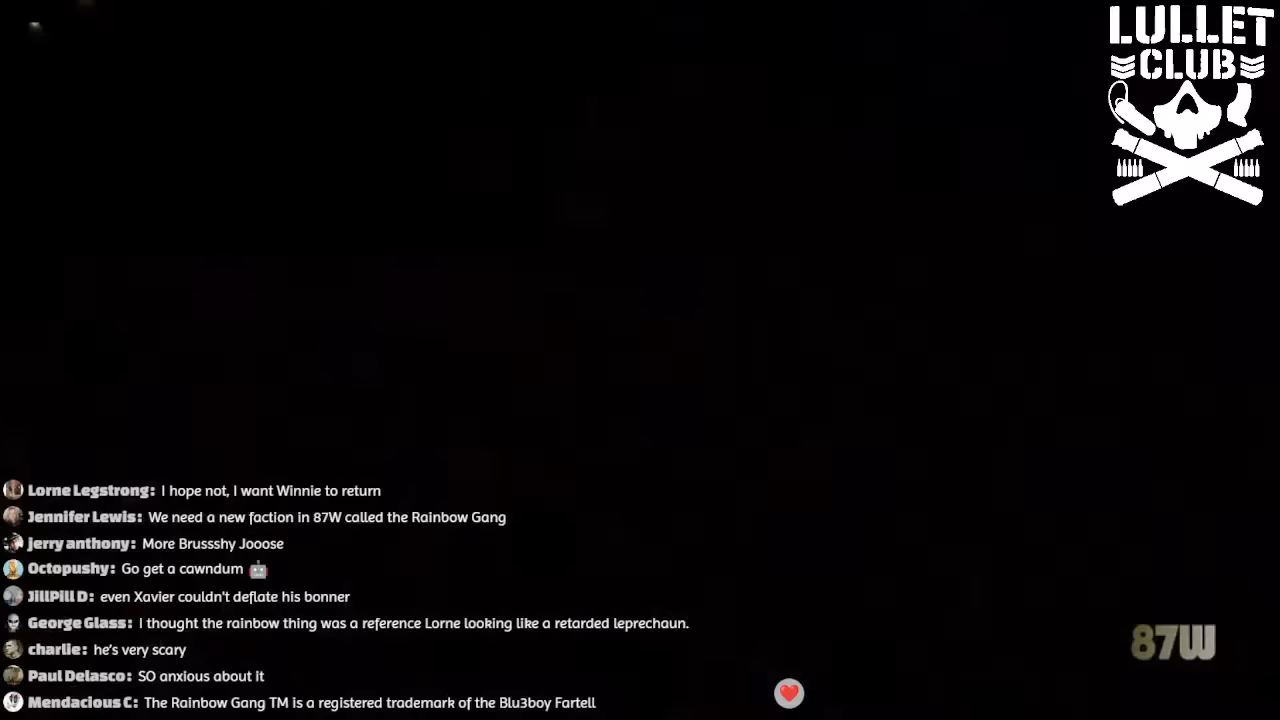 LULLET
CLUB
Lorne Legstrong: I hope not, I want Winnie to return
Jennifer Lewis: We need a new faction in 87W called the Rainbow Gang
jerry anthony: More Brussshy Jooose
Octopushy: Go get a cawndum 🤖
JillPill D: even Xavier couldn't deflate his bonner
George Glass: I thought the rainbow thing was a reference Lorne looking like a retarded leprechaun.
charlie: he's very scary
Paul Delasco: SO anxious about it
Mendacious C: The Rainbow Gang TM is a registered trademark of the Blu3boy Fartell
87W